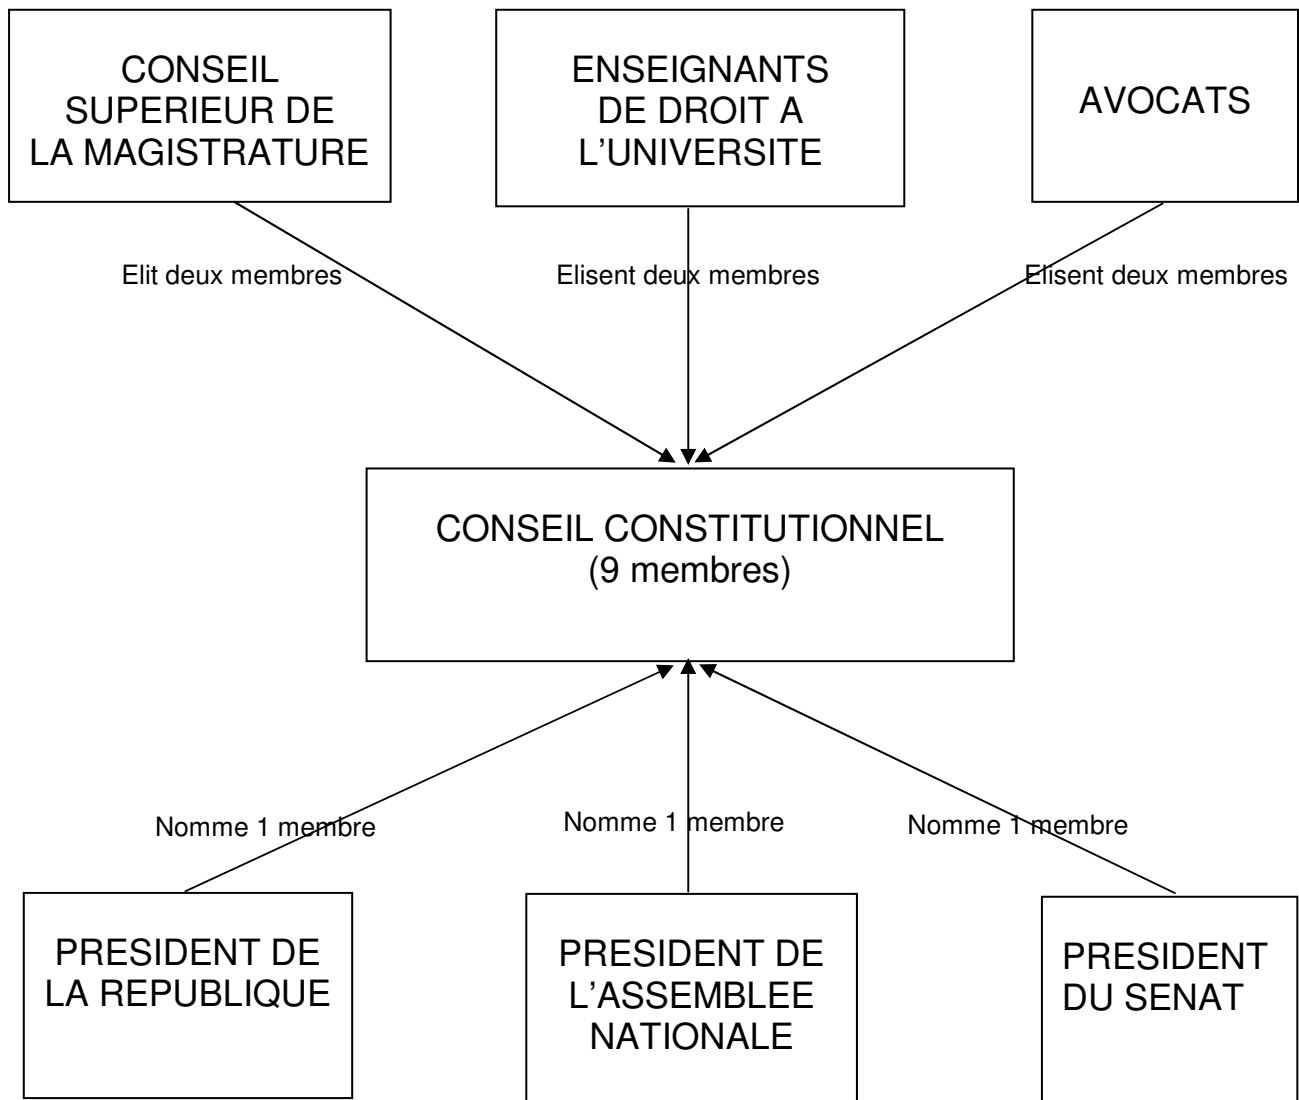 CONSEIL
SUPERIEUR DE
LA MAGISTRATURE
ENSEIGNANTS
DE DROIT A
L'UNIVERSITE
AVOCATS
Elit deux membres
Elisent deux membres
Elisent deux membres
CONSEIL CONSTITUTIONNEL
(9 membres)
Nomme 1 membre
Nomme 1 membre
Nomme 1 membre
PRESIDENT DE
LA REPUBLIQUE
PRESIDENT DE
L'ASSEMBLEE
NATIONALE
PRESIDENT
DU SENAT